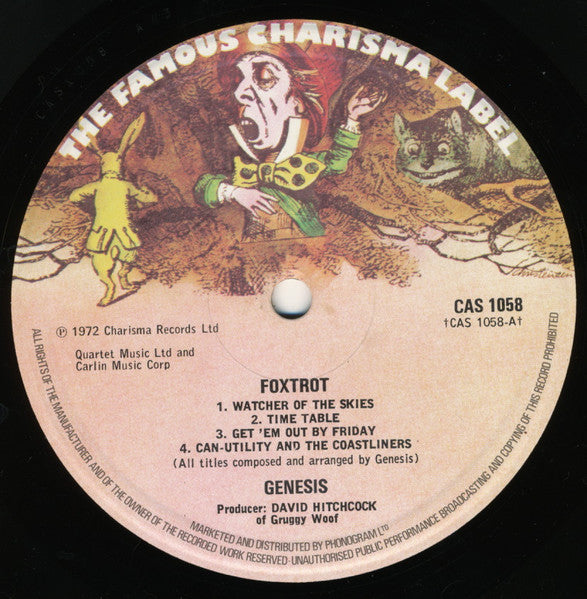 THE FAMOUS CHARISMA LABEL
CAS 1058
†CAS 1058-A†
℗ 1972 Charisma Records Ltd
Quartet Music Ltd and
Carlin Music Corp
FOXTROT
1. WATCHER OF THE SKIES
2. TIME TABLE
3. GET 'EM OUT BY FRIDAY
4. CAN-UTILITY AND THE COASTLINERS
(All titles composed and arranged by Genesis)
GENESIS
Producer: DAVID HITCHCOCK
of Gruggy Woof
MARKETED AND DISTRIBUTED BY PHONOGRAM LTD
ALL RIGHTS OF THE MANUFACTURER AND OF THE OWNER OF THE RECORDED WORK RESERVED·UNAUTHORISED PUBLIC PERFORMANCE BROADCASTING AND COPYING OF THIS RECORD PROHIBITED